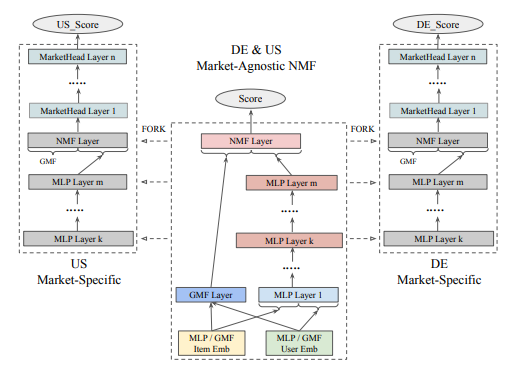 US_Score
MarketHead Layer n
.....
MarketHead Layer 1
NMF Layer
GMF
MLP Layer m
.....
MLP Layer k
US
Market-Specific
DE & US
Market-Agnostic NMF
Score
FORK
FORK
NMF Layer
MLP Layer m
.....
MLP Layer k
.....
GMF Layer
MLP Layer 1
MLP / GMF
Item Emb
MLP / GMF
User Emb
DE_Score
MarketHead Layer n
.....
MarketHead Layer 1
NMF Layer
GMF
MLP Layer m
.....
MLP Layer k
DE
Market-Specific